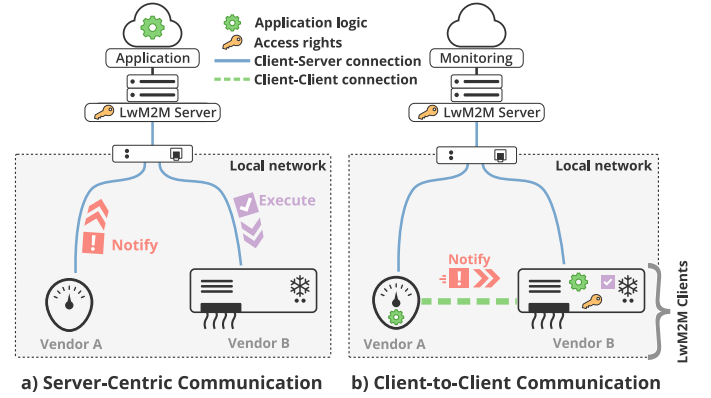 Application logic
Access rights
Client-Server connection
Client-Client connection
Application
LwM2M Server
Local network
Notify
Execute
Vendor A
Vendor B
a) Server-Centric Communication
Monitoring
LwM2M Server
Local network
Notify
Vendor A
Vendor B
LwM2M Clients
b) Client-to-Client Communication